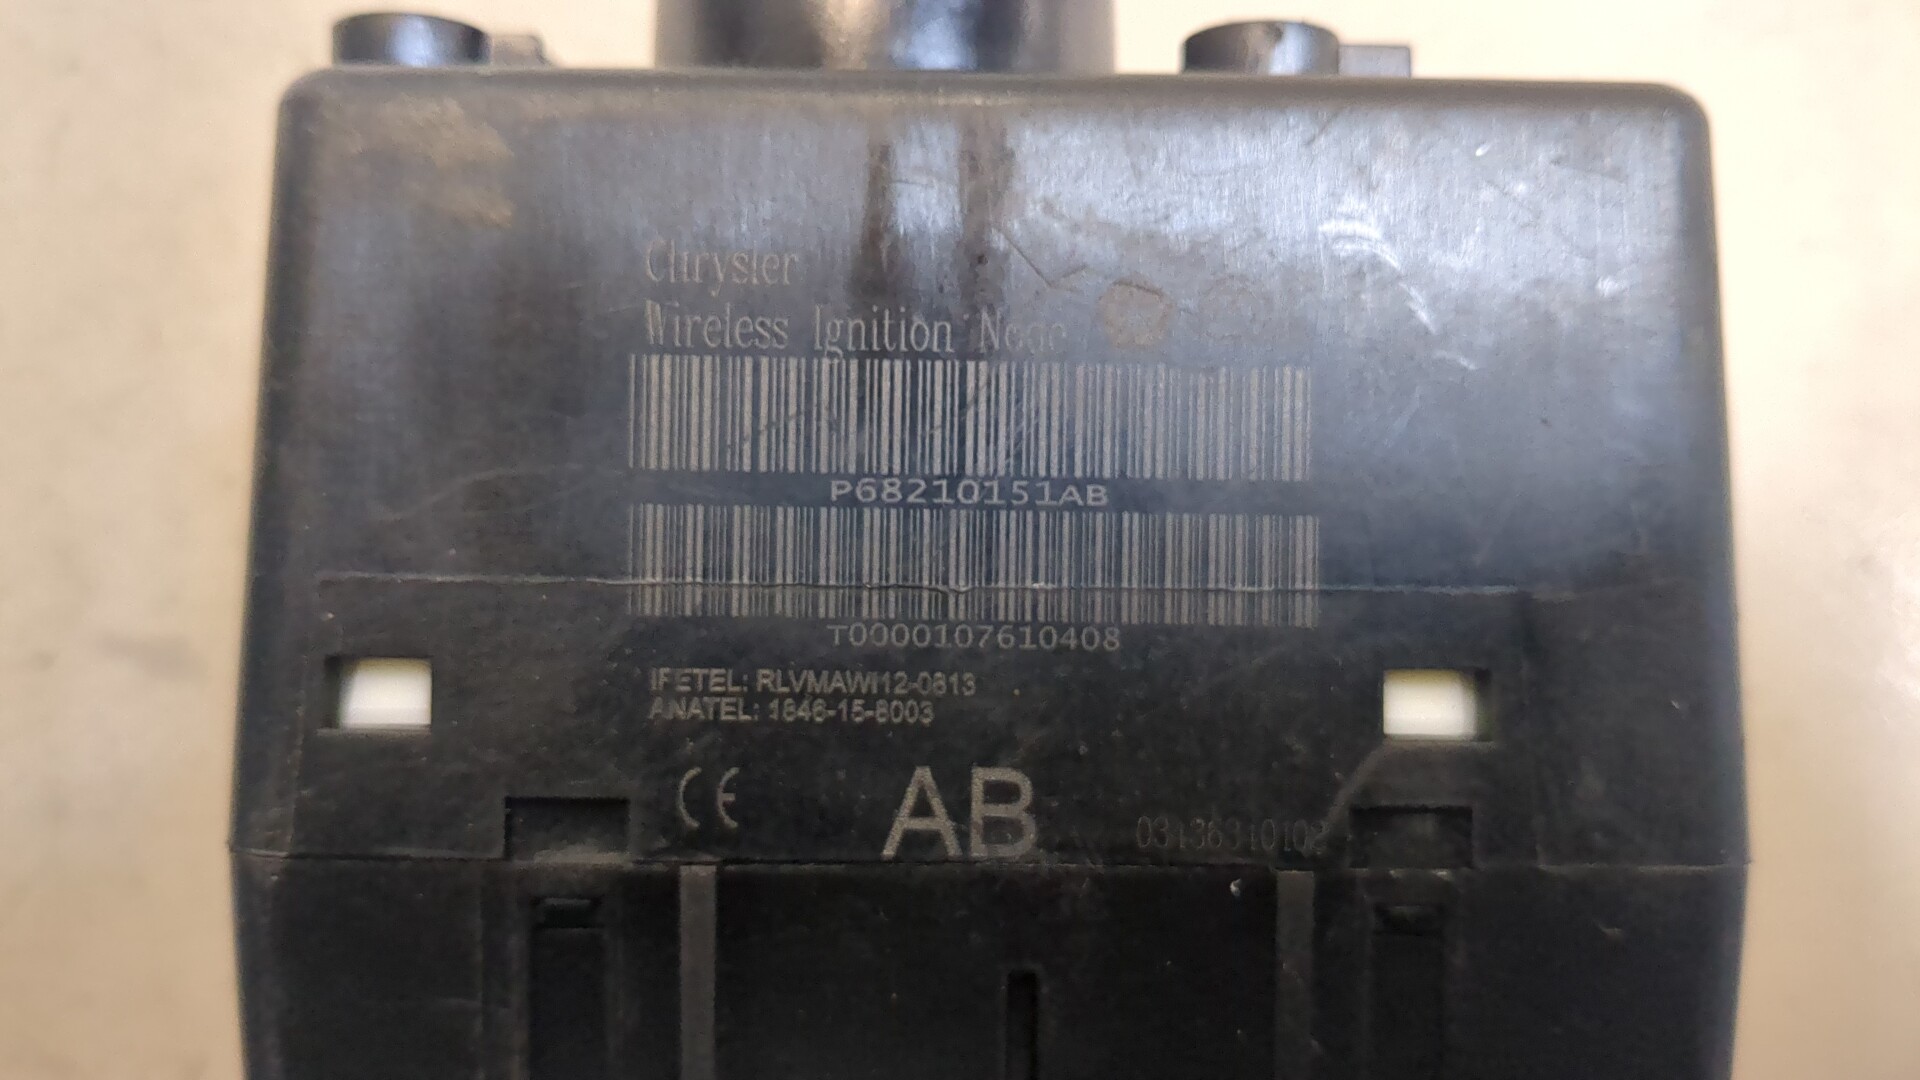 Chrysler
Wireless Ignition Node
P68210151AB
T0000107610408
IFETEL: RLVMAWI12-0813
ANATEL: 1846-15-8003
CE
AB